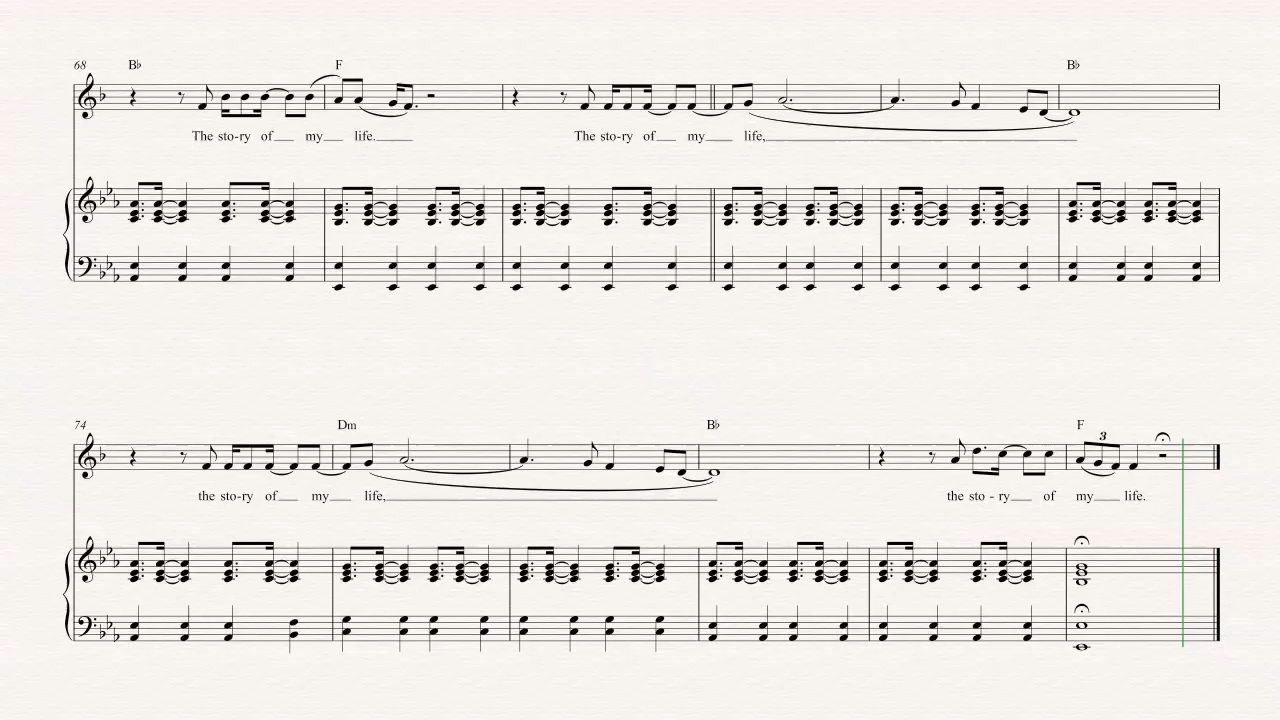 68 B♭ F B♭
The sto-ry of my life. The sto-ry of my life,
74 Dm B♭ F
3
the sto-ry of my life, the sto - ry of my life.